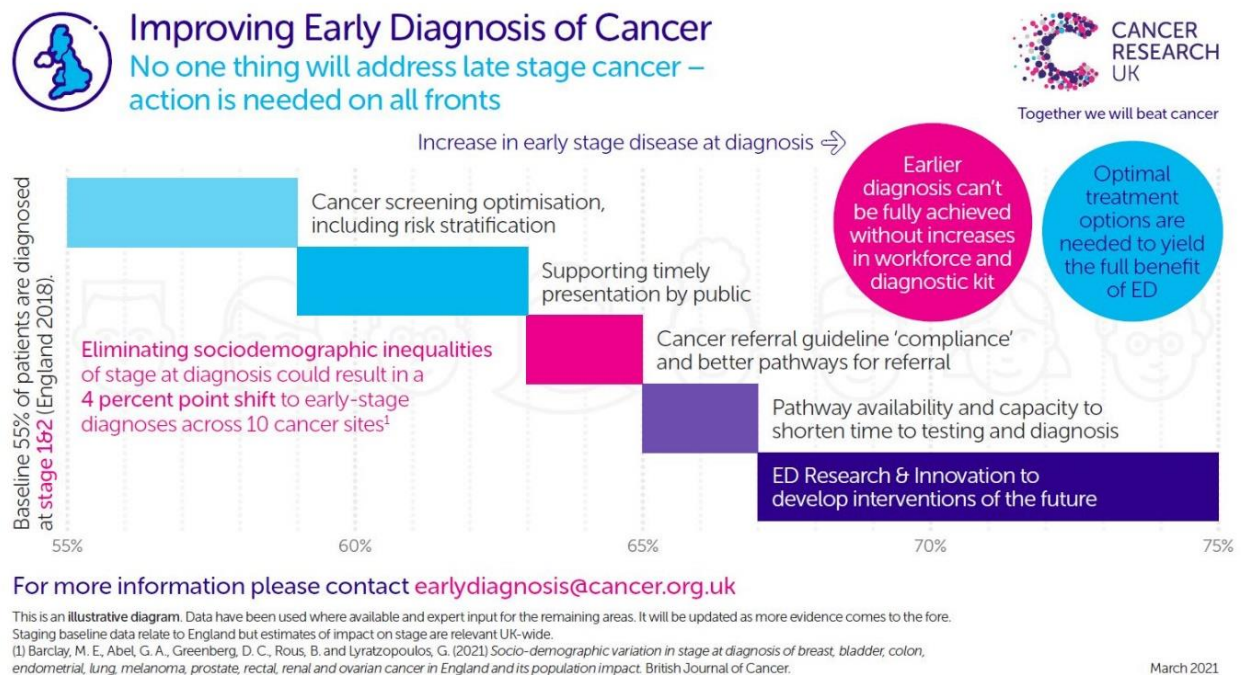 Improving Early Diagnosis of Cancer
No one thing will address late stage cancer –
action is needed on all fronts
CANCER
RESEARCH
UK
Together we will beat cancer
Increase in early stage disease at diagnosis
Earlier
diagnosis can't
be fully achieved
without increases
in workforce and
diagnostic kit
Optimal
treatment
options are
needed to yield
the full benefit
of ED
Baseline 55% of patients are diagnosed
at stage 1&2 (England 2018).
Cancer screening optimisation,
including risk stratification
Supporting timely
presentation by public
Cancer referral guideline 'compliance'
and better pathways for referral
Eliminating sociodemographic inequalities
of stage at diagnosis could result in a
4 percent point shift to early-stage
diagnoses across 10 cancer sites¹
Pathway availability and capacity to
shorten time to testing and diagnosis
ED Research & Innovation to
develop interventions of the future
55%
60%
65%
70%
75%
For more information please contact earlydiagnosis@cancer.org.uk
This is an illustrative diagram. Data have been used where available and expert input for the remaining areas. It will be updated as more evidence comes to the fore.
Staging baseline data relate to England but estimates of impact on stage are relevant UK-wide.
(1) Barclay, M. E., Abel, G. A., Greenberg, D. C., Rous, B. and Lyratzopoulos, G. (2021) Socio-demographic variation in stage at diagnosis of breast, bladder, colon,
endometrial, lung, melanoma, prostate, rectal, renal and ovarian cancer in England and its population impact. British Journal of Cancer.
March 2021